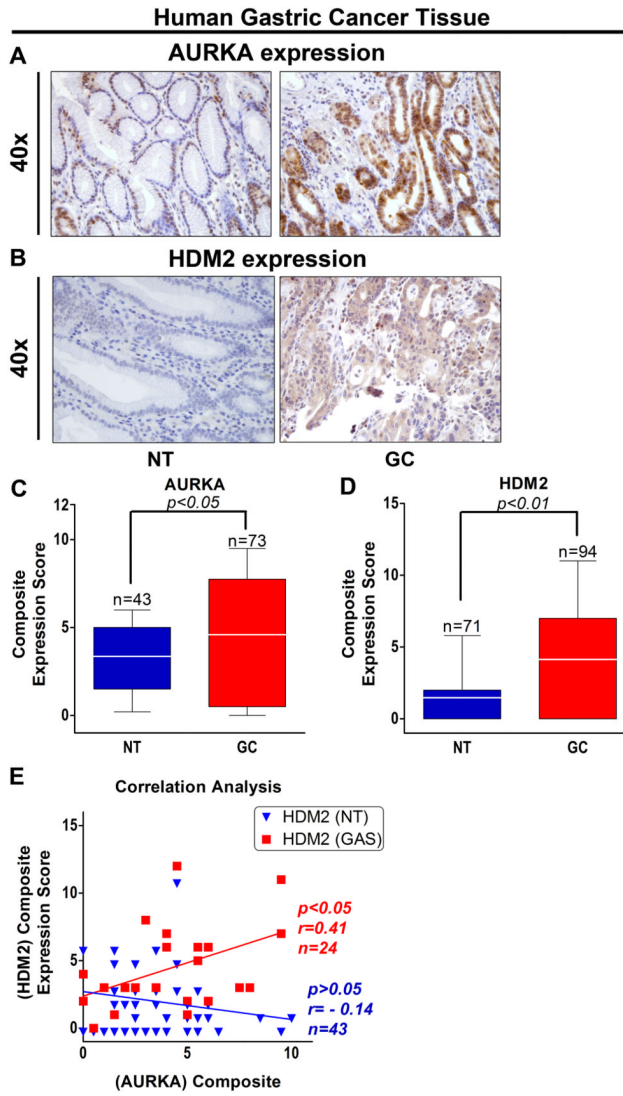 Human Gastric Cancer Tissue
A
AURKA expression
40x
B
HDM2 expression
40x
NT
GC
C
AURKA
p<0.05
12
10
5
0
Composite
Expression Score
n=43
n=73
NT
GC
D
HDM2
p<0.01
15
10
5
0
Composite
Expression Score
n=71
n=94
NT
GC
E
Correlation Analysis
HDM2 (NT)
HDM2 (GAS)
15
10
5
0
(HDM2) Composite
Expression Score
p<0.05
r=0.41
n=24
p>0.05
r= - 0.14
n=43
0
5
10
(AURKA) Composite